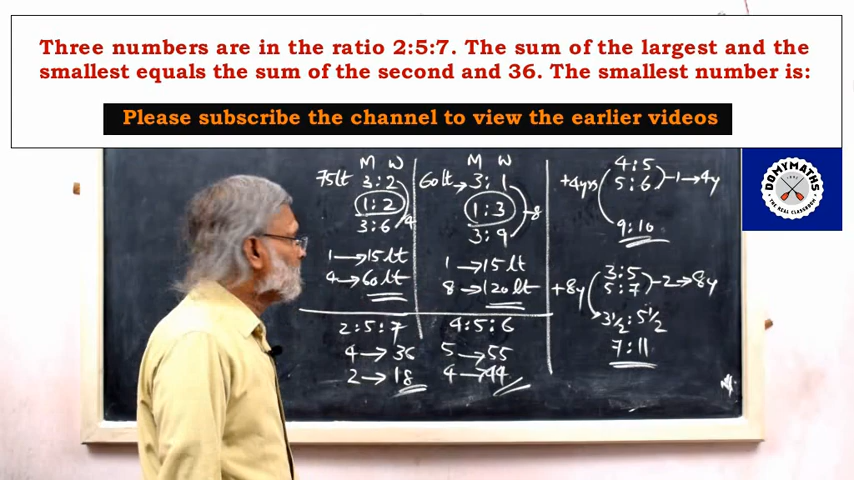 Three numbers are in the ratio 2:5:7. The sum of the largest and the
smallest equals the sum of the second and 36. The smallest number is:
Please subscribe the channel to view the earlier videos
DOMYMATHS
THE REAL CLASSROOM
M W
75lt 3:2
1:2
3:6 4
1→15lt
4→60lt
2:5:7
4→36
2→18
M W
60lt→3:1
1:3
3:9 8
1→15lt
8→120lt
4:5:6
5→55
4→44
4:5
+4yrs 5:6 1→4y
9:10
3:5
+8y 5:7 2→8y
3½:5½
7:11